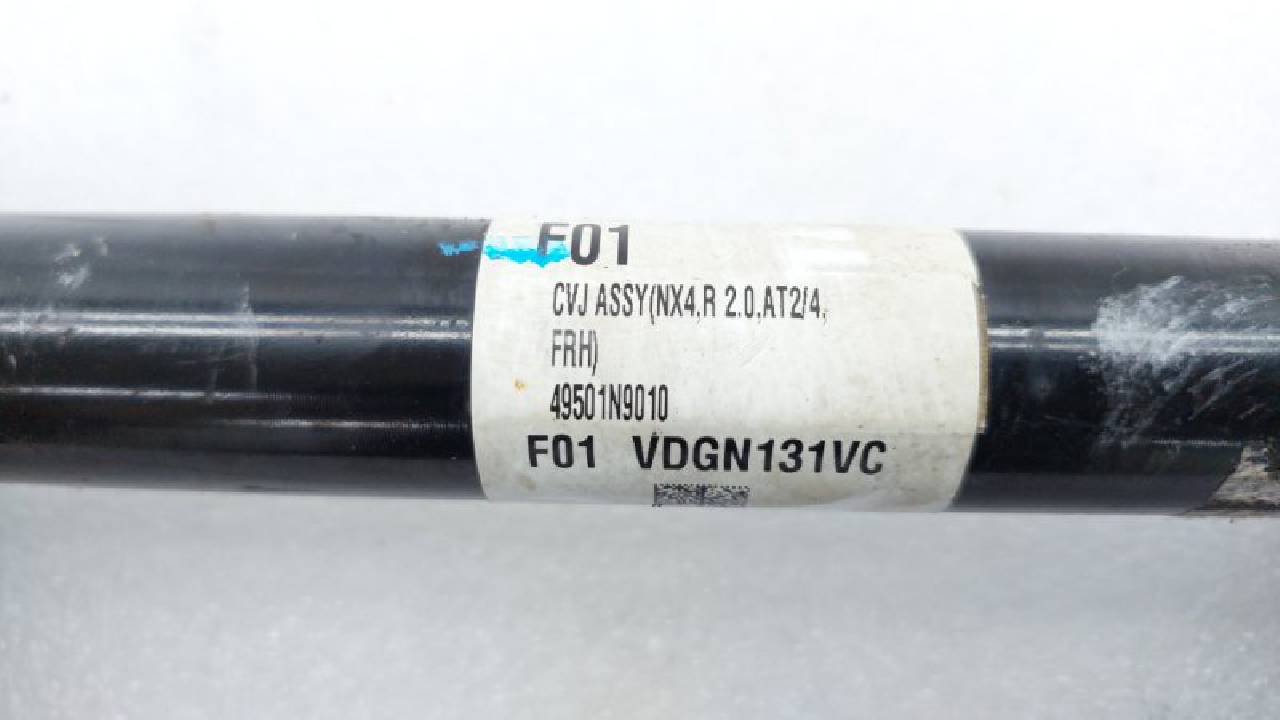 F01
CVJ ASSY(NX4,R 2.0,AT2/4,
FRH)
49501N9010
F01 VDGN131VC